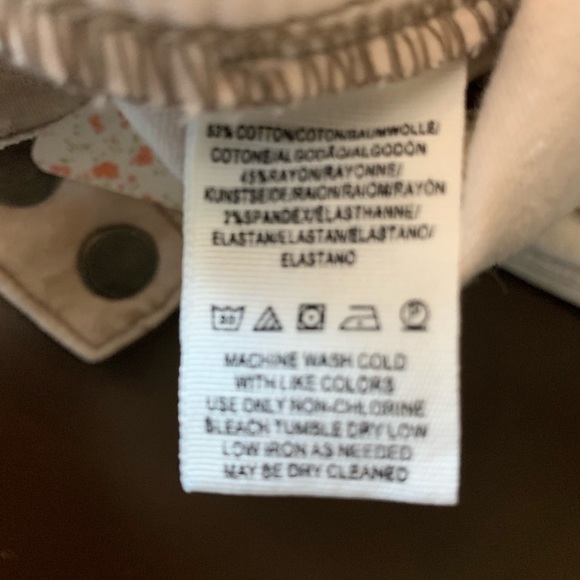 53% COTTON/COTON/BAUMWOLLE/
COTONE/ALGODÃO/ALGODÓN
45%RAYON/RAYONNE/
KUNSTSEIDE/RAION/RAIOM/RAYÓN
2%SPANDEX/ÉLASTHANNE/
ELASTAN/ELASTAN/ELASTANO/
ELASTANO
30
P
MACHINE WASH COLD
WITH LIKE COLORS
USE ONLY NON-CHLORINE
BLEACH TUMBLE DRY LOW
LOW IRON AS NEEDED
MAY BE DRY CLEANED